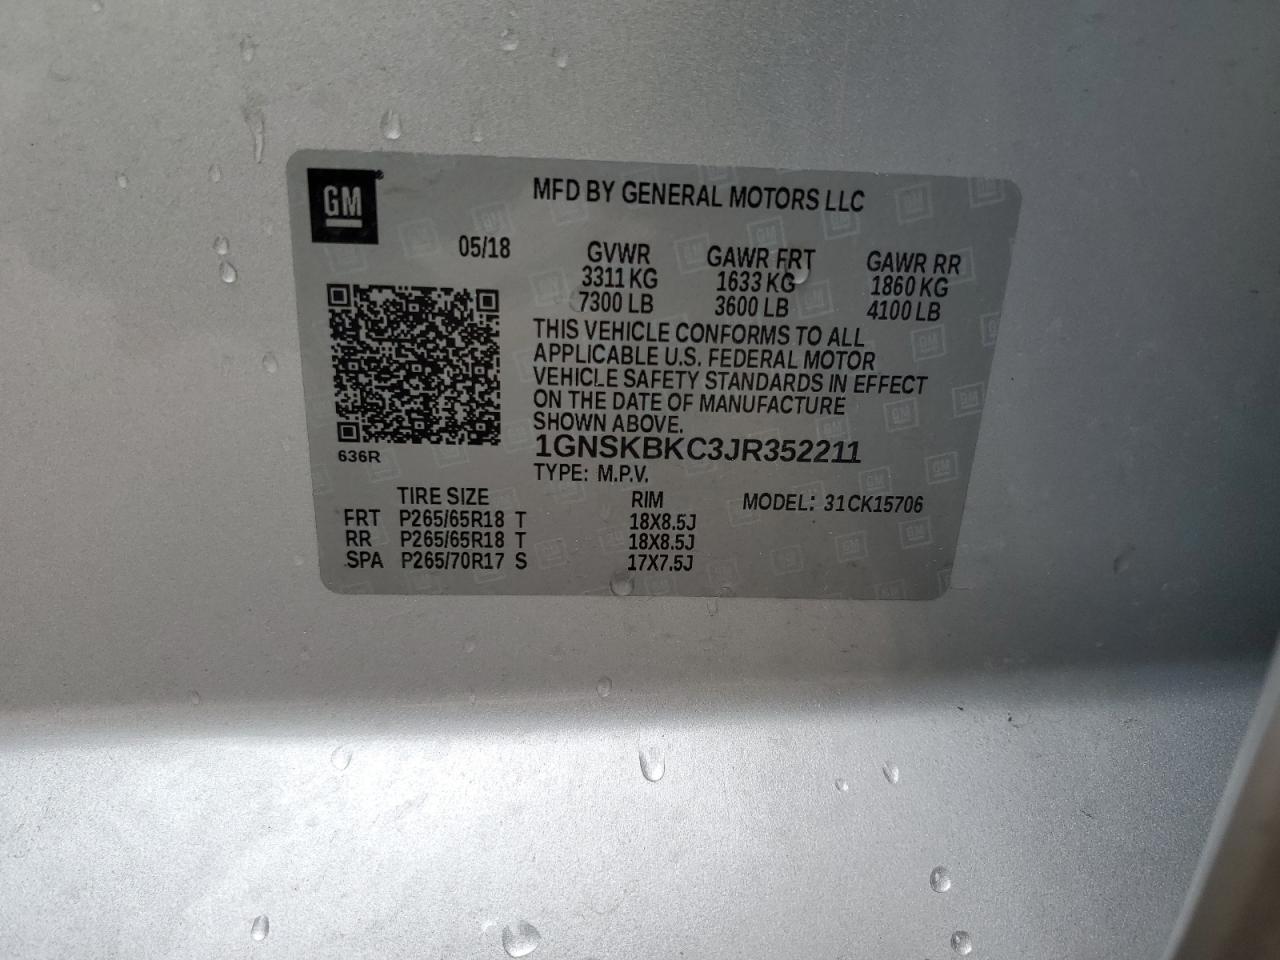 GM
MFD BY GENERAL MOTORS LLC
05/18 GVWR GAWR FRT GAWR RR
3311 KG 1633 KG 1860 KG
7300 LB 3600 LB 4100 LB
THIS VEHICLE CONFORMS TO ALL
APPLICABLE U.S. FEDERAL MOTOR
VEHICLE SAFETY STANDARDS IN EFFECT
ON THE DATE OF MANUFACTURE
SHOWN ABOVE.
636R
1GNSKBKC3JR352211
TYPE: M.P.V.
TIRE SIZE RIM MODEL: 31CK15706
FRT P265/65R18 T 18X8.5J
RR P265/65R18 T 18X8.5J
SPA P265/70R17 S 17X7.5J